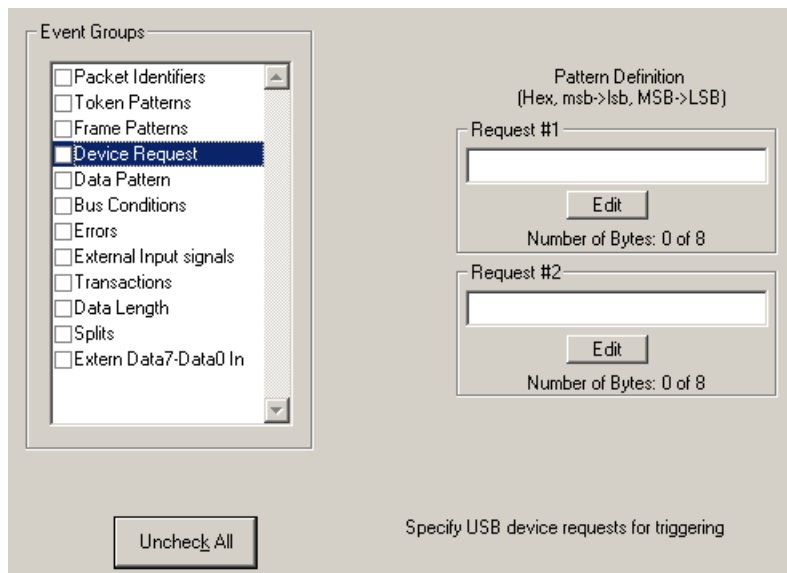 Event Groups
Packet Identifiers
Token Patterns
Frame Patterns
Device Request
Data Pattern
Bus Conditions
Errors
External Input signals
Transactions
Data Length
Splits
Extern Data7-Data0 In
Uncheck All
Pattern Definition
(Hex, msb->lsb, MSB->LSB)
Request #1
Edit
Number of Bytes: 0 of 8
Request #2
Edit
Number of Bytes: 0 of 8
Specify USB device requests for triggering